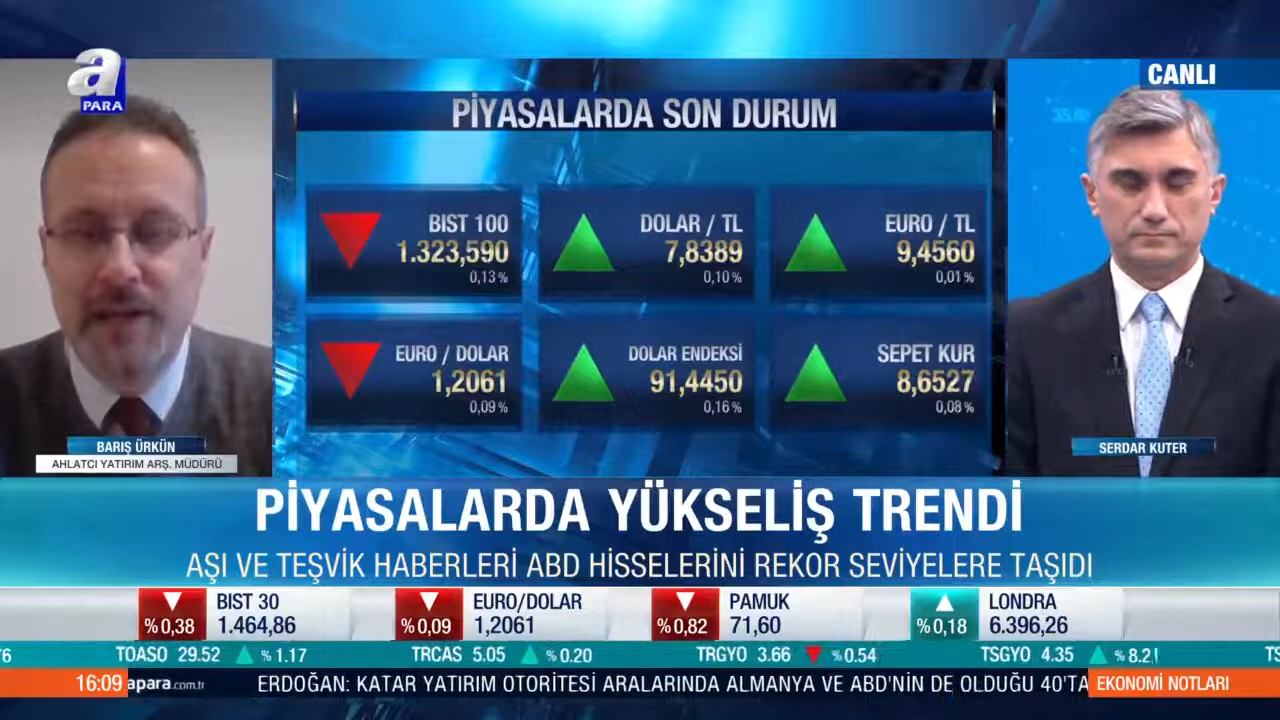 a
PARA
CANLI
PİYASALARDA SON DURUM
BIST 100
1.323,590
0,13 %
DOLAR / TL
7,8389
0,10 %
EURO / TL
9,4560
0,01 %
EURO / DOLAR
1,2061
0,09 %
DOLAR ENDEKSİ
91,4450
0,16 %
SEPET KUR
8,6527
0,08 %
BARIŞ ÜRKÜN
AHLATCI YATIRIM ARŞ. MÜDÜRÜ
SERDAR KUTER
PİYASALARDA YÜKSELİŞ TRENDİ
AŞI VE TEŞVİK HABERLERİ ABD HİSSELERİNİ REKOR SEVİYELERE TAŞIDI
% 0,38 BIST 30 1.464,86
% 0,09 EURO/DOLAR 1,2061
% 0,82 PAMUK 71,60
% 0,18 LONDRA 6.396,26
6 TOASO 29.52 % 1.17 TRCAS 5.05 % 0.20 TRGYO 3.66 % 0.54 TSGYO 4.35 % 8.2 TS
16:09 apara.com.tr ERDOĞAN: KATAR YATIRIM OTORİTESİ ARALARINDA ALMANYA VE ABD'NİN DE OLDUĞU 40'TA EKONOMİ NOTLARI